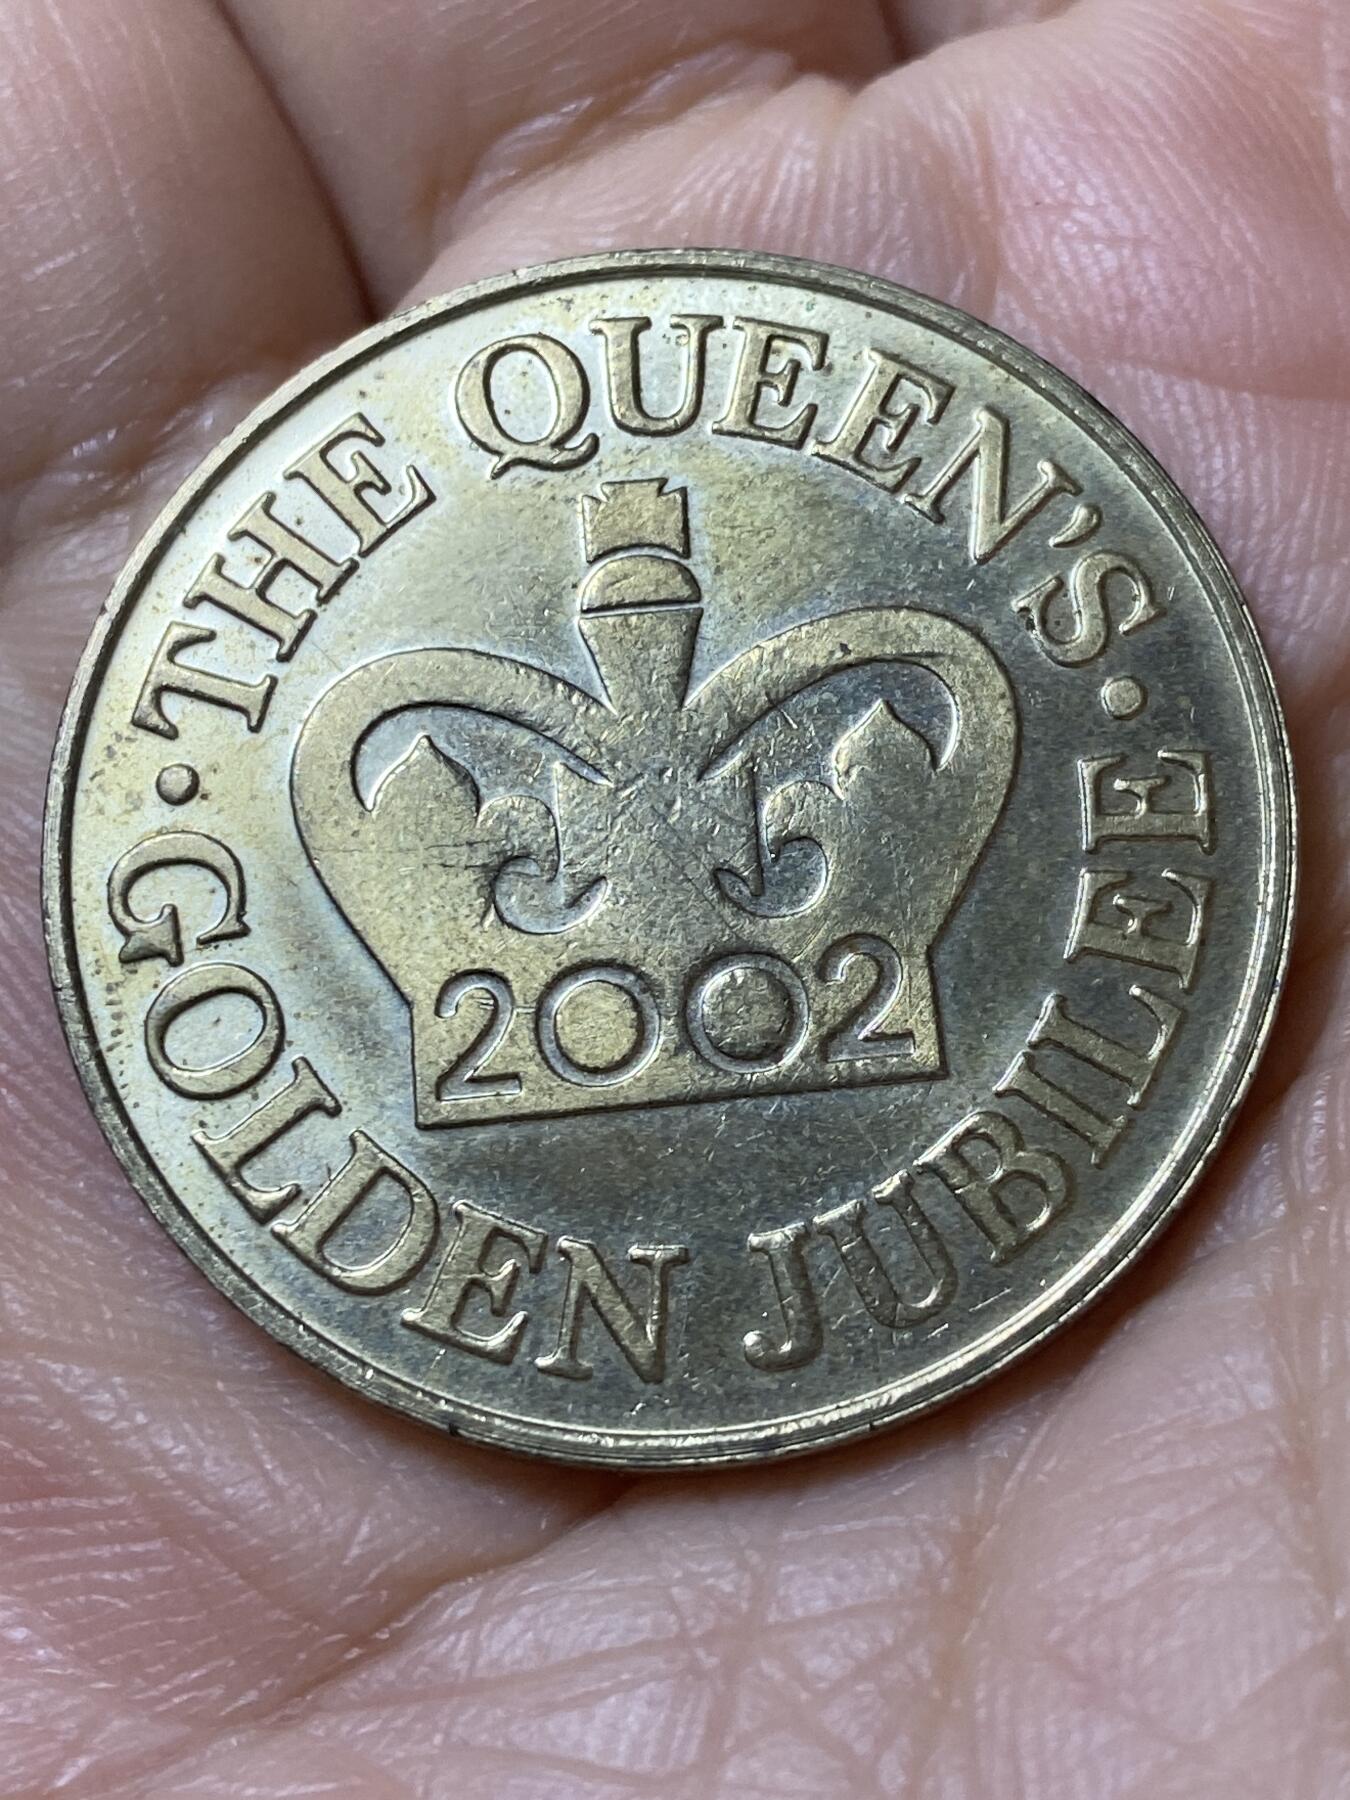 · THE QUEEN'S ·
GOLDEN JUBILEE
2002